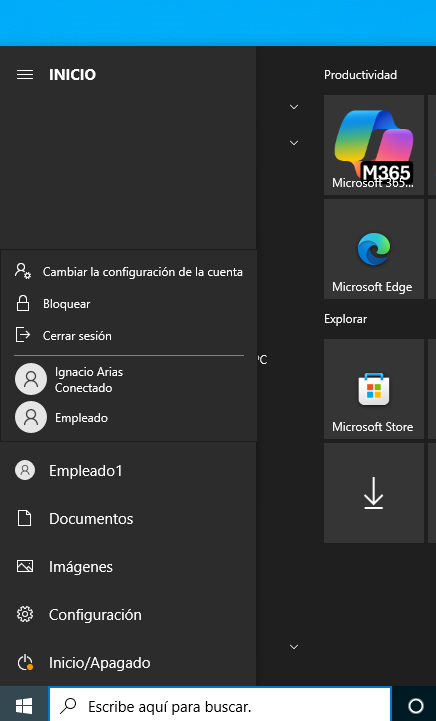 INICIO
Cambiar la configuración de la cuenta
Bloquear
Cerrar sesión
Ignacio Arias
Conectado
Empleado
Empleado1
Documentos
Imágenes
Configuración
Inicio/Apagado
Escribe aquí para buscar.
PC
Productividad
M365
Microsoft 365...
Microsoft Edge
Explorar
Microsoft Store